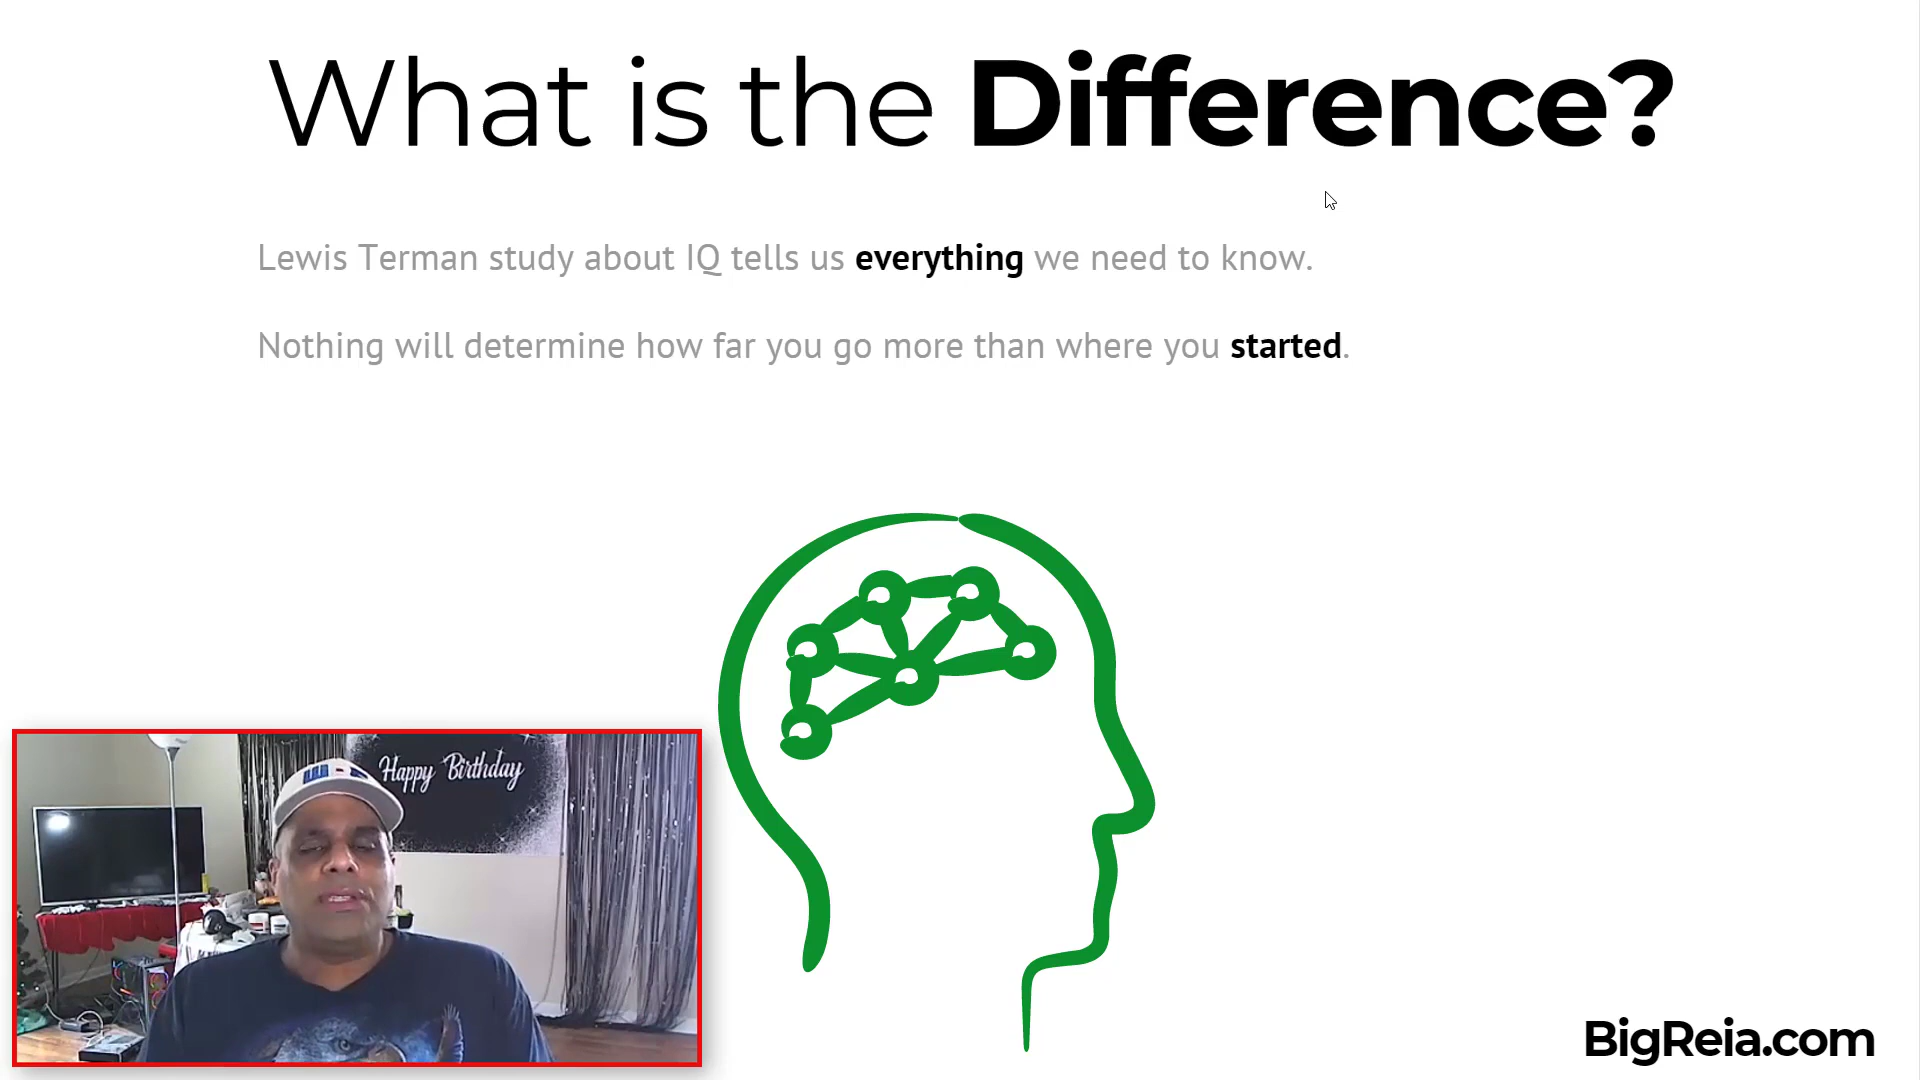 What is the Difference?
Lewis Terman study about IQ tells us everything we need to know.
Nothing will determine how far you go more than where you started.
Happy Birthday
BigReia.com